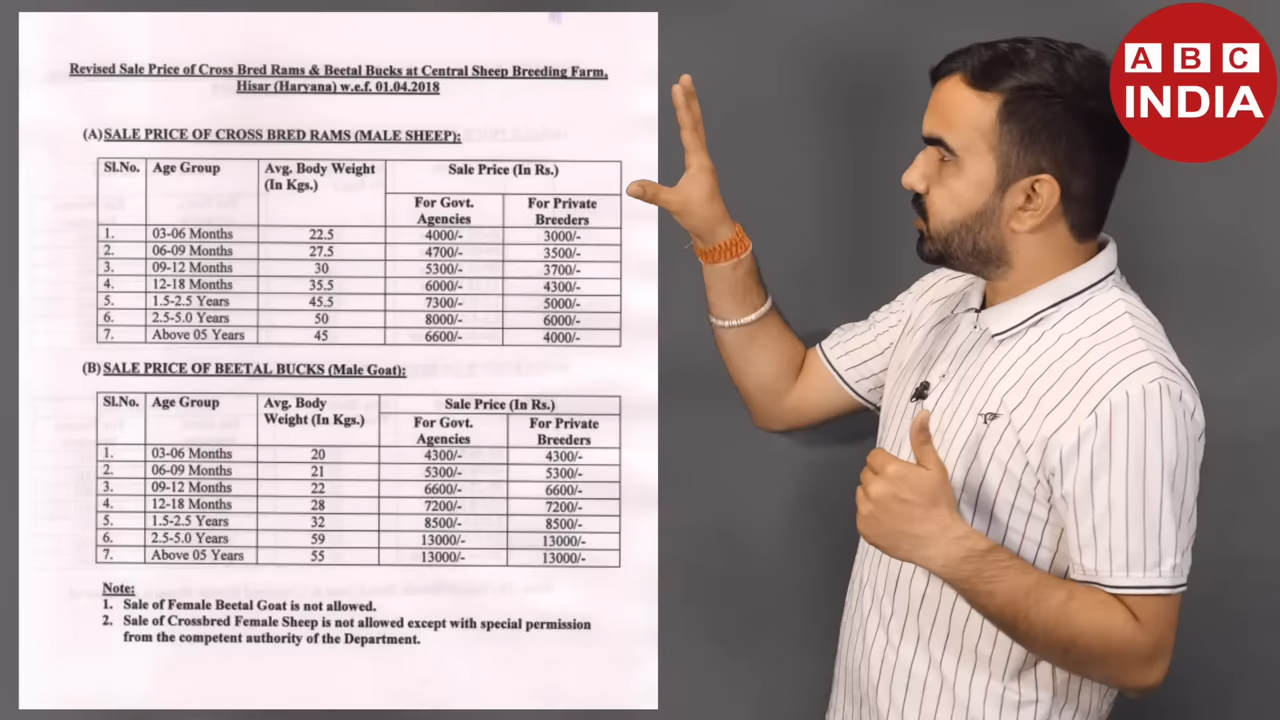 Revised Sale Price of Cross Bred Rams & Beetal Bucks at Central Sheep Breeding Farm,
Hisar (Haryana) w.e.f. 01.04.2018
(A) SALE PRICE OF CROSS BRED RAMS (MALE SHEEP):
Sl.No. Age Group Avg. Body Weight (In Kgs.) Sale Price (In Rs.)
For Govt. Agencies For Private Breeders
1. 03-06 Months 22.5 4000/- 3000/-
2. 06-09 Months 27.5 4700/- 3500/-
3. 09-12 Months 30 5300/- 3700/-
4. 12-18 Months 35.5 6000/- 4300/-
5. 1.5-2.5 Years 45.5 7300/- 5000/-
6. 2.5-5.0 Years 50 8000/- 6000/-
7. Above 05 Years 45 6600/- 4000/-
(B) SALE PRICE OF BEETAL BUCKS (Male Goat):
Sl.No. Age Group Avg. Body Weight (In Kgs.) Sale Price (In Rs.)
For Govt. Agencies For Private Breeders
1. 03-06 Months 20 4300/- 4300/-
2. 06-09 Months 21 5300/- 5300/-
3. 09-12 Months 22 6600/- 6600/-
4. 12-18 Months 28 7200/- 7200/-
5. 1.5-2.5 Years 32 8500/- 8500/-
6. 2.5-5.0 Years 59 13000/- 13000/-
7. Above 05 Years 55 13000/- 13000/-
Note:
1. Sale of Female Beetal Goat is not allowed.
2. Sale of Crossbred Female Sheep is not allowed except with special permission
from the competent authority of the Department.
A B C
INDIA